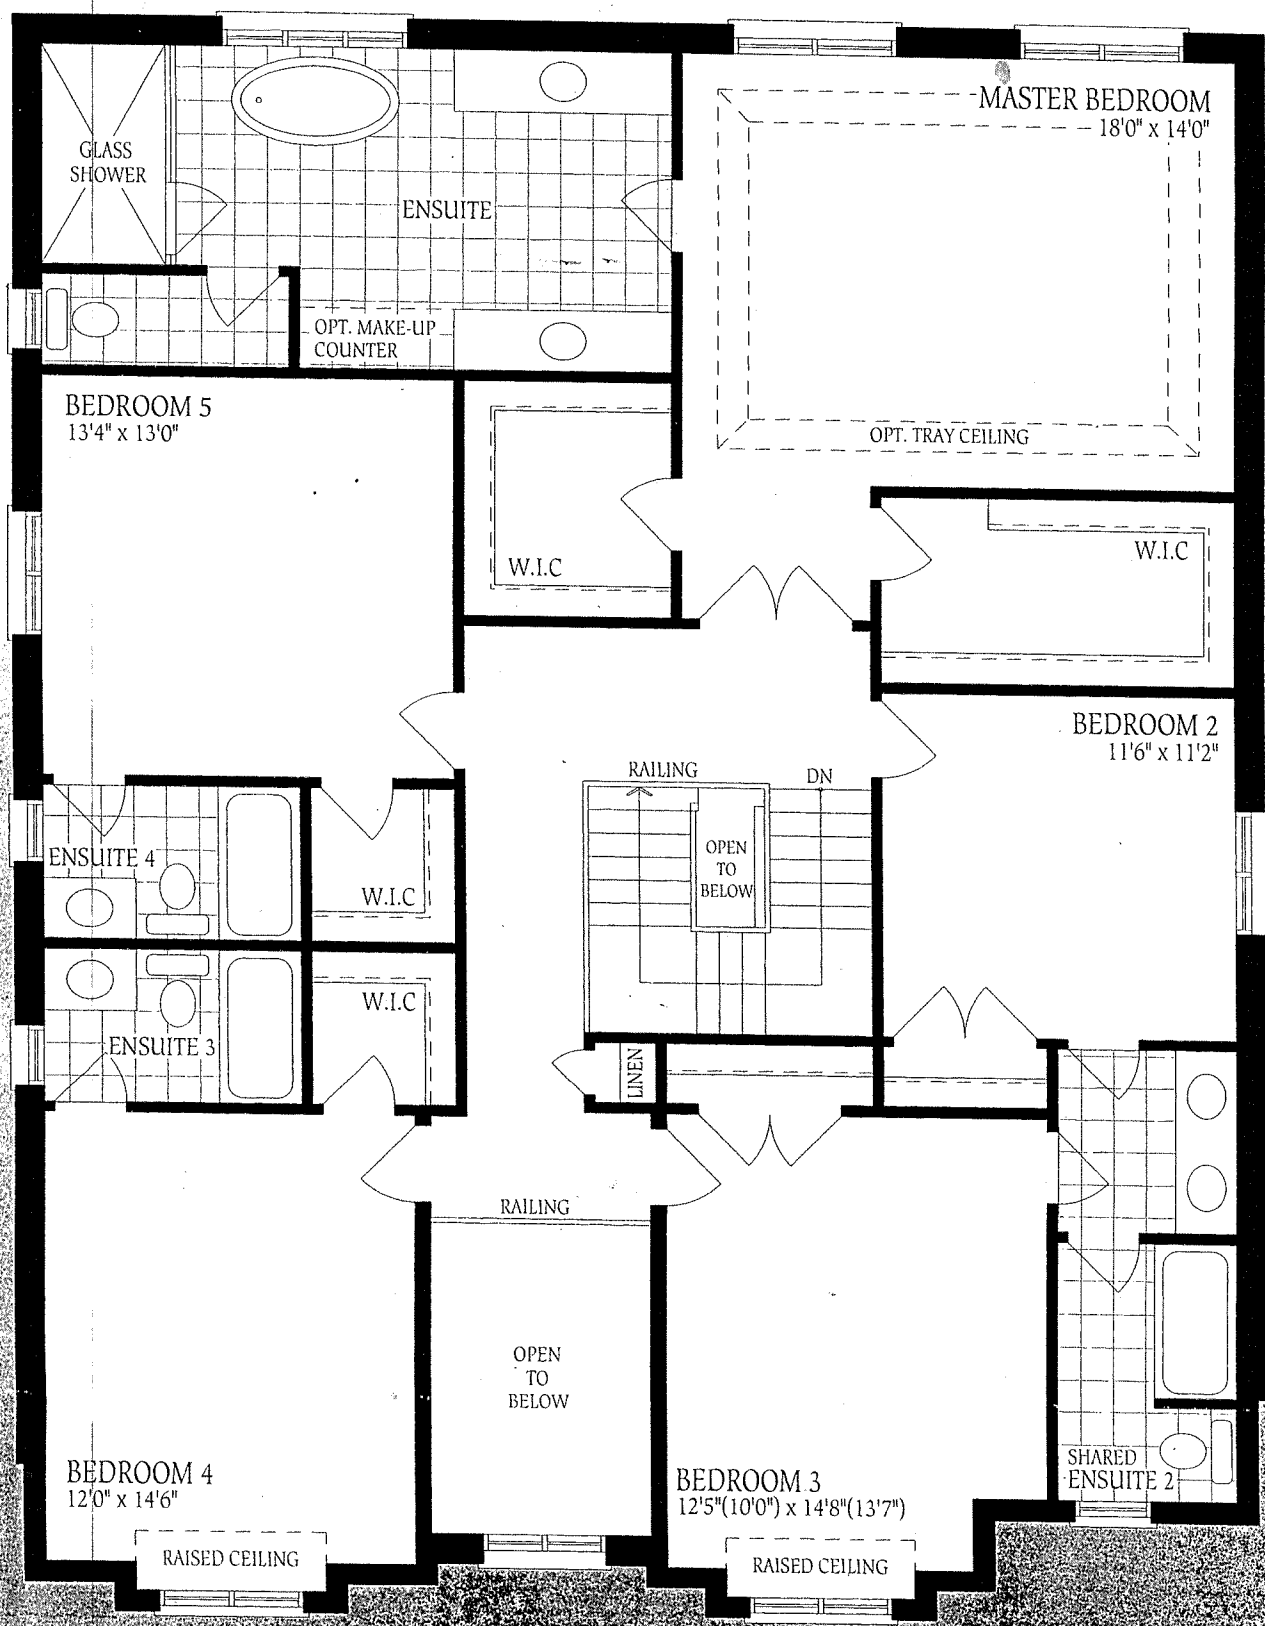 MASTER BEDROOM
18'0" x 14'0"
GLASS
SHOWER
ENSUITE
OPT. MAKE-UP
COUNTER
BEDROOM 5
13'4" x 13'0"
OPT. TRAY CEILING
W.I.C
W.I.C
BEDROOM 2
11'6" x 11'2"
RAILING
DN
OPEN
TO
BELOW
ENSUITE 4
W.I.C
W.I.C
ENSUITE 3
LINEN
RAILING
OPEN
TO
BELOW
BEDROOM 4
12'0" x 14'6"
RAISED CEILING
BEDROOM 3
12'5"(10'0") x 14'8"(13'7")
RAISED CEILING
SHARED
ENSUITE 2